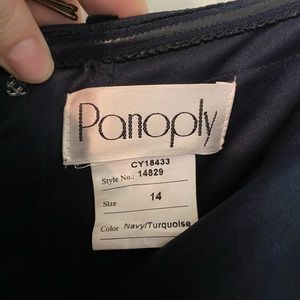 Panoply
CY18433
Style No.: 14829
Size 14
Color Navy/Turquoise